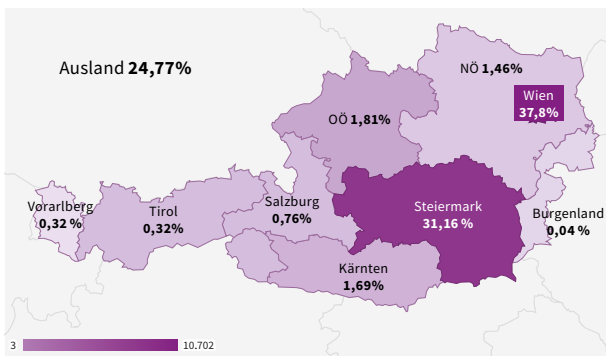 Ausland 24,77%
NÖ 1,46%
Wien
37,8%
OÖ 1,81%
Vorarlberg
0,32 %
Tirol
0,32%
Salzburg
0,76%
Steiermark
31,16 %
Burgenland
0,04 %
Kärnten
1,69%
3
10.702